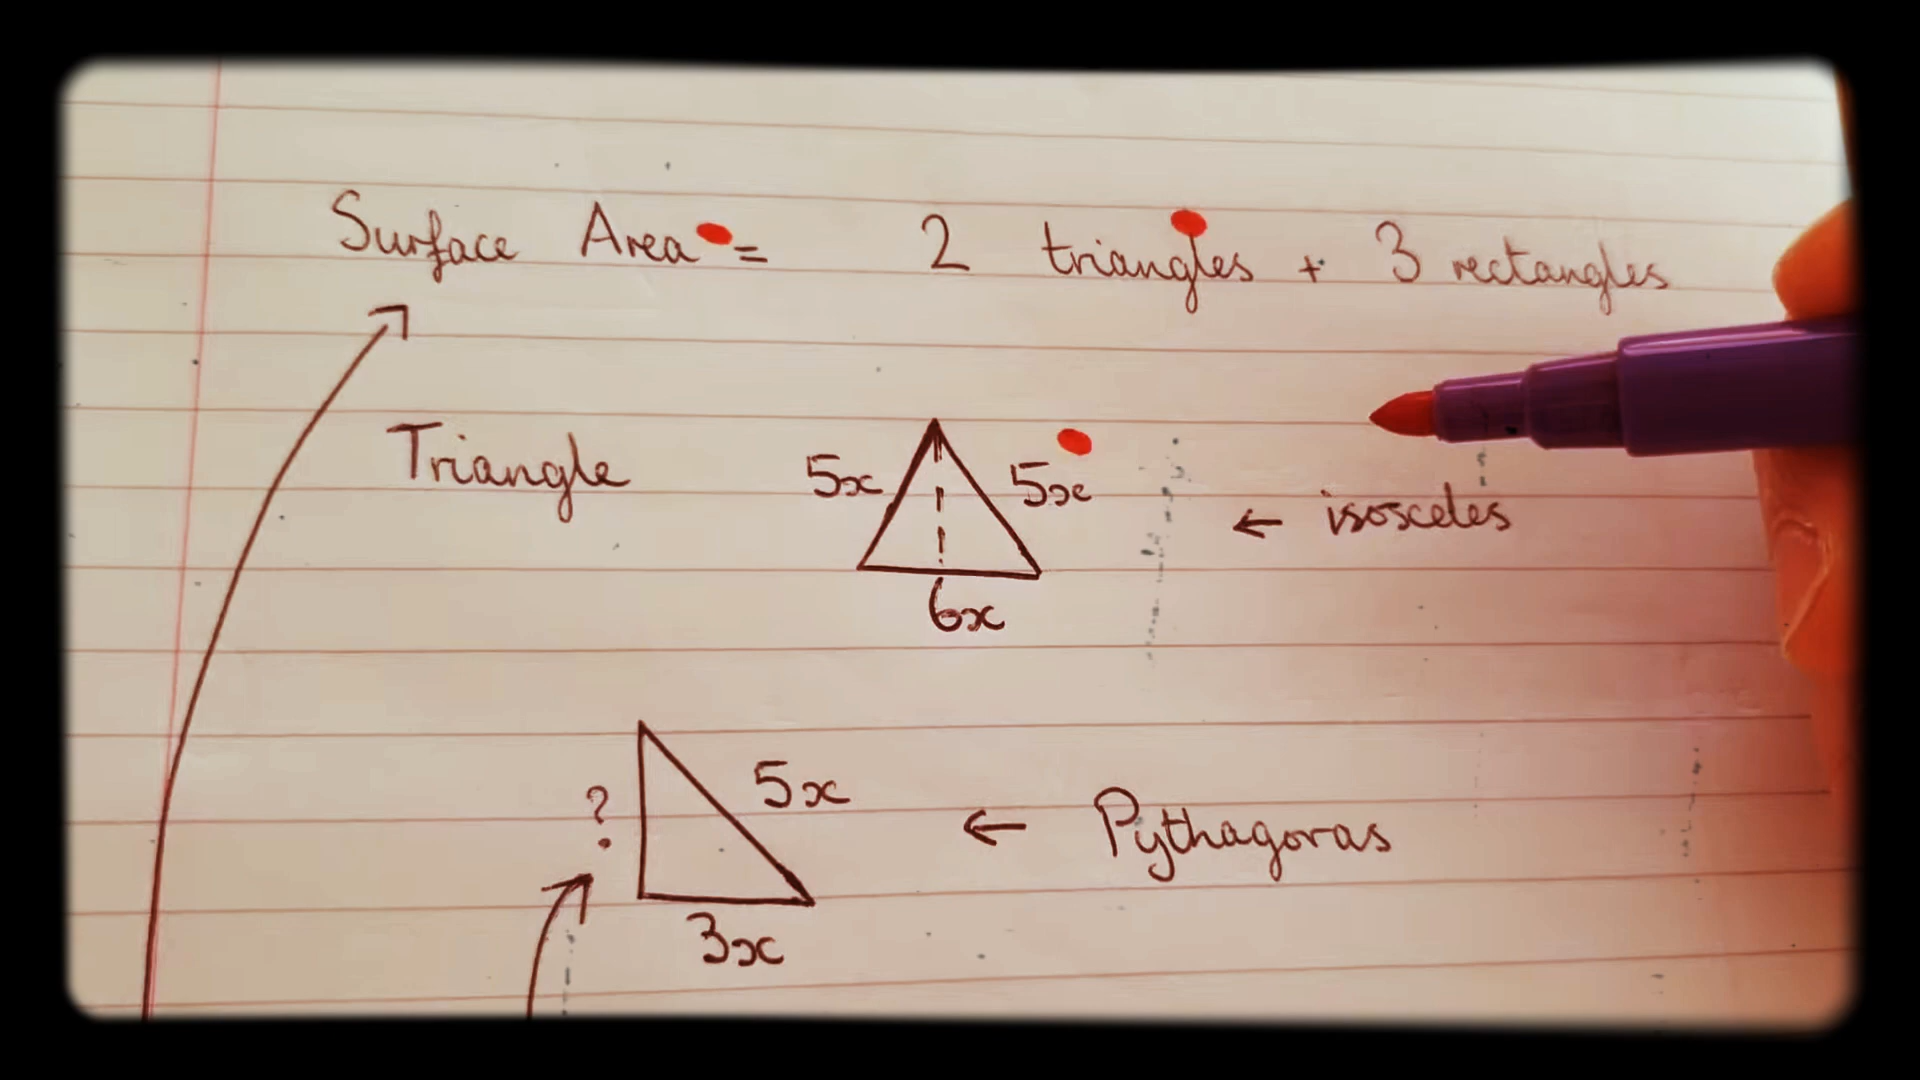 Surface Area = 2 triangles + 3 rectangles
Triangle 5x 5x ← isosceles
6x
? 5x ← Pythagoras
3x